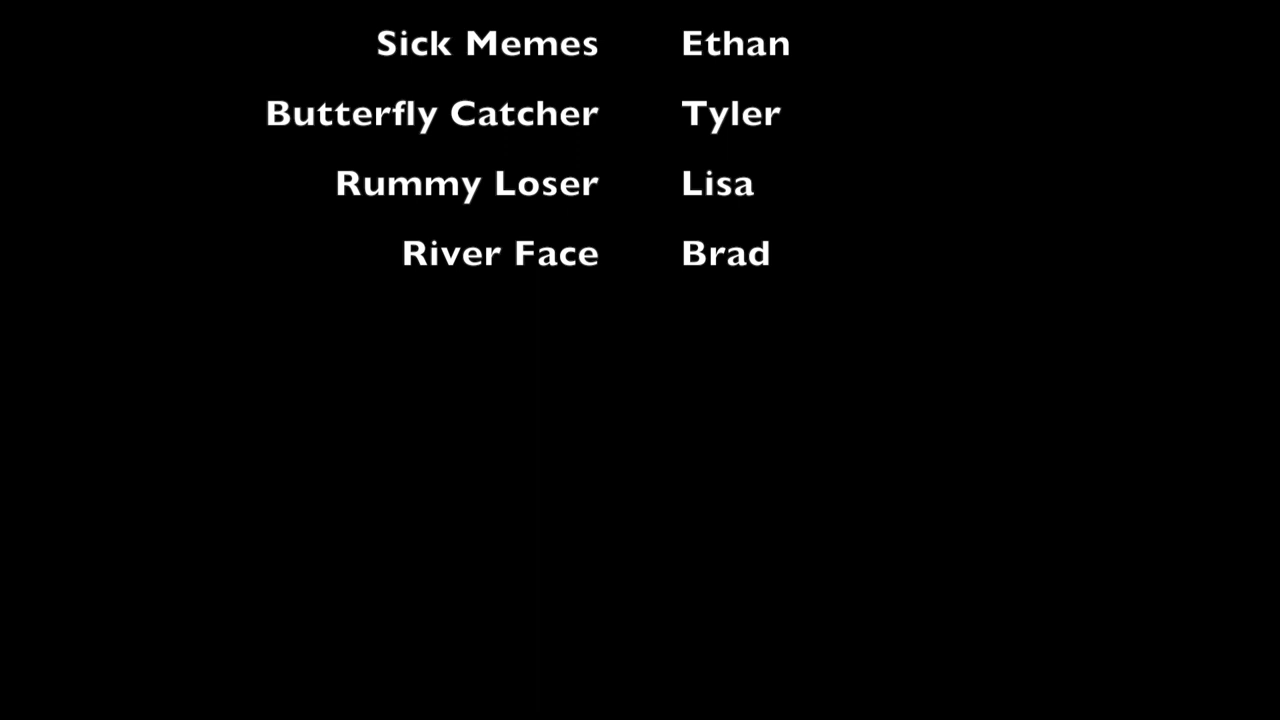 Sick Memes Ethan
Butterfly Catcher Tyler
Rummy Loser Lisa
River Face Brad